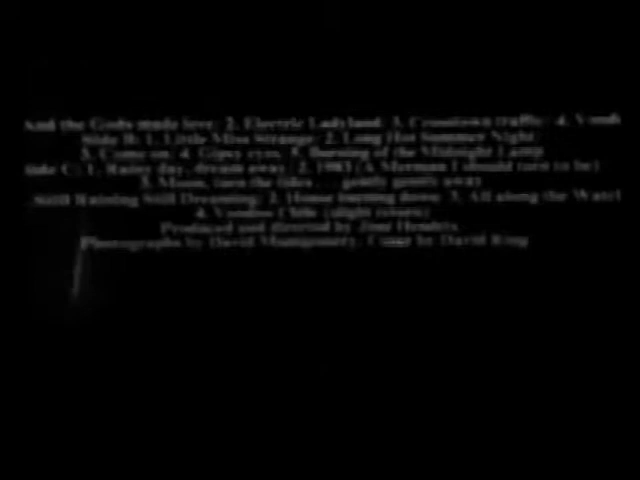 And the Gods made love; 2. Electric Ladyland; 3. Crosstown traffic; 4. Vood
Side B: 1. Little Miss Strange; 2. Long Hot Summer Night;
3. Come on; 4. Gipsy eyes; 5. Burning of the Midnight Lamp
Side C: 1. Rainy day, dream away; 2. 1983 (A Merman I should turn to be)
3. Moon, turn the tides... gently gently away
Still Raining Still Dreaming; 2. House burning down; 3. All along the Watcl
4. Voodoo Chile (slight return)
Produced and directed by Jimi Hendrix
Photographs by David Montgomery. Cover by David King